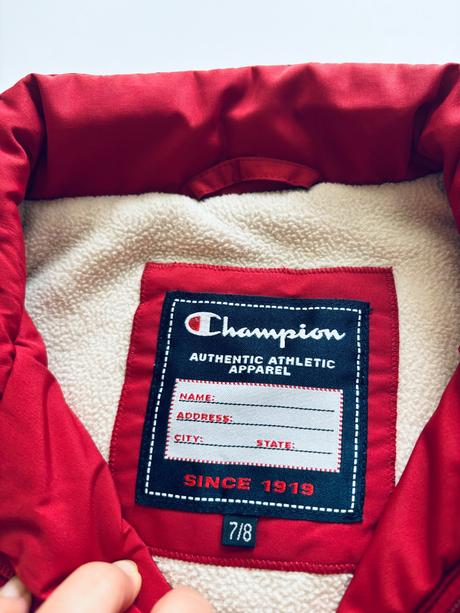 Champion
AUTHENTIC ATHLETIC
APPAREL
NAME:
ADDRESS:
CITY: STATE:
SINCE 1919
7/8